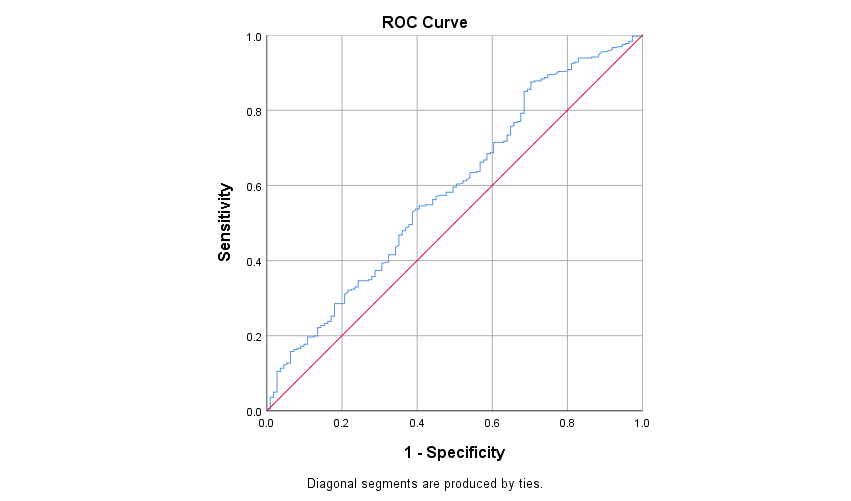 ROC Curve
Sensitivity
1.0
0.8
0.6
0.4
0.2
0.0
0.0 0.2 0.4 0.6 0.8 1.0
1 - Specificity
Diagonal segments are produced by ties.